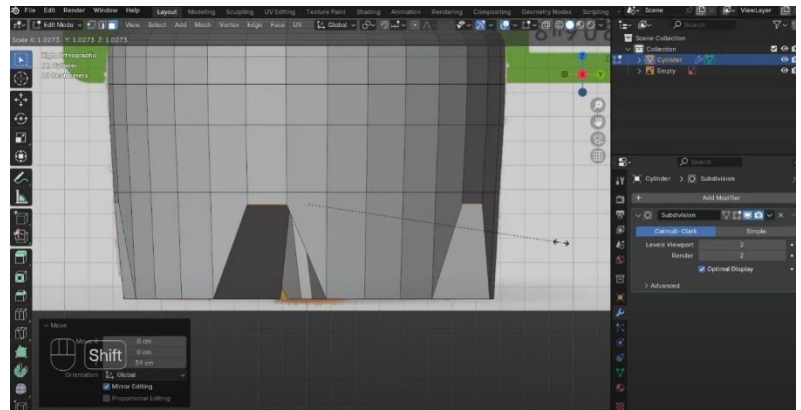 File Edit Render Window Help Layout Modeling Sculpting UV Editing Texture Paint Shading Animation Rendering Compositing Geometry Nodes Scripting Scene ViewLayer
Edit Mode View Select Add Mesh Vertex Edge Face UV Global Search
Scale X: 1.0273 Y: 1.0273 Z: 1.0273
Right Orthographic
Cylinder
10 Centimeters
Scene Collection
Collection
Cylinder
Empty
Search
Cylinder > Subdivision
Add Modifier
Subdivision
Catmull-Clark Simple
Levels Viewport 2
Render 2
Optimal Display
Advanced
Move
Move X 0 cm
0 cm
Shift
Orientation Global
Mirror Editing
Proportional Editing